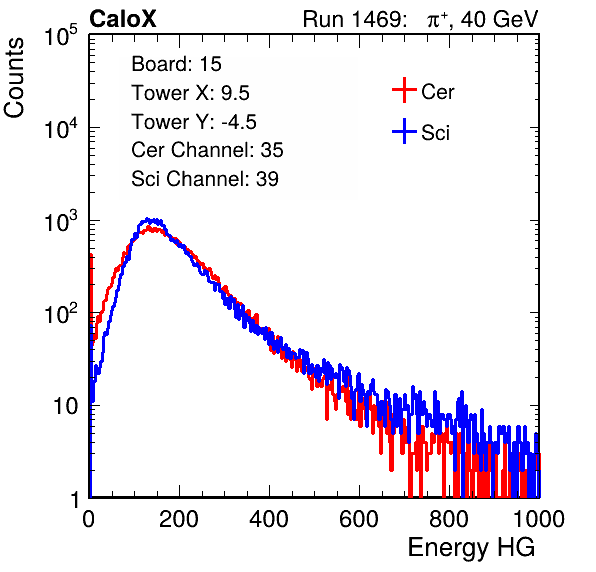 CaloX Run 1469: π⁺, 40 GeV
Counts
10⁵
10⁴
10³
10²
10
1
Board: 15
Tower X: 9.5
Tower Y: -4.5
Cer Channel: 35
Sci Channel: 39
Cer
Sci
0 200 400 600 800 1000
Energy HG